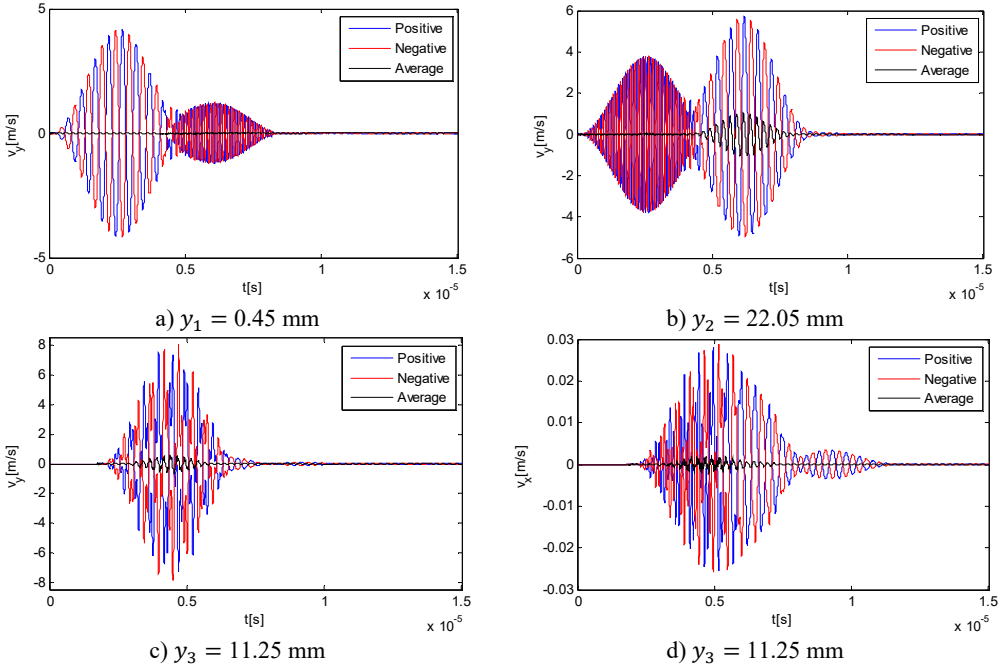 5
0
5
v_y[m/s]
0 0.5 1 1.5
x 10^-5
t[s]
Positive
Negative
Average
a) y₁ = 0.45 mm
6
4
2
0
-2
-4
-6
v_y[m/s]
0 0.5 1 1.5
x 10^-5
t[s]
Positive
Negative
Average
b) y₂ = 22.05 mm
8
6
4
2
0
-2
-4
-6
-8
v_y[m/s]
0 0.5 1 1.5
x 10^-5
t[s]
Positive
Negative
Average
c) y₃ = 11.25 mm
0.03
0.02
0.01
0
-0.01
-0.02
-0.03
v_x[m/s]
0 0.5 1 1.5
x 10^-5
t[s]
Positive
Negative
Average
d) y₃ = 11.25 mm